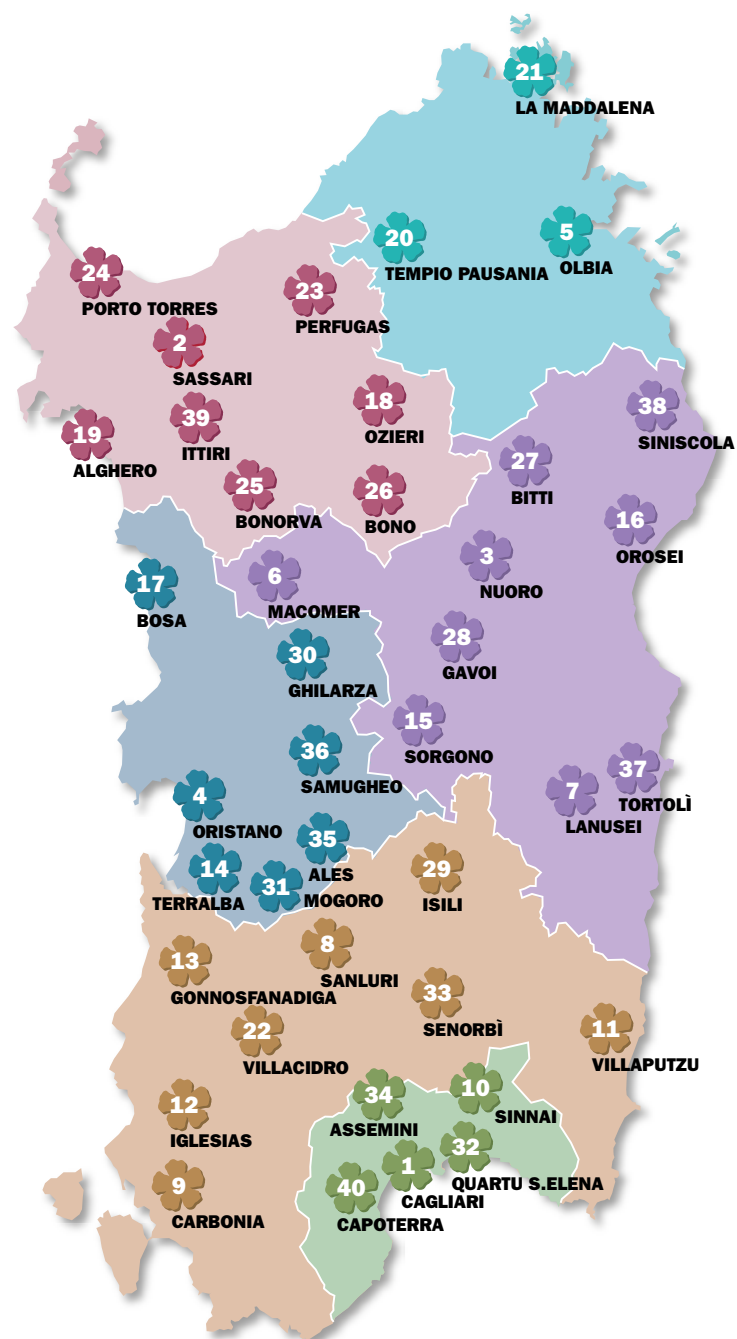 21
LA MADDALENA
20
TEMPIO PAUSANIA
5
OLBIA
24
PORTO TORRES
23
PERFUGAS
2
SASSARI
18
OZIERI
38
SINISCOLA
19
ALGHERO
39
ITTIRI
27
BITTI
25
BONORVA
26
BONO
16
OROSEI
3
NUORO
17
BOSA
6
MACOMER
28
GAVOI
30
GHILARZA
15
SORGONO
36
SAMUGHEO
37
TORTOLÌ
7
LANUSEI
4
ORISTANO
35
ALES
14
TERRALBA
31
MOGORO
29
ISILI
8
SANLURI
13
GONNOSFANADIGA
33
SENORBÌ
22
VILLACIDRO
11
VILLAPUTZU
34
ASSEMINI
10
SINNAI
12
IGLESIAS
32
QUARTU S.ELENA
1
CAGLIARI
9
CARBONIA
40
CAPOTERRA